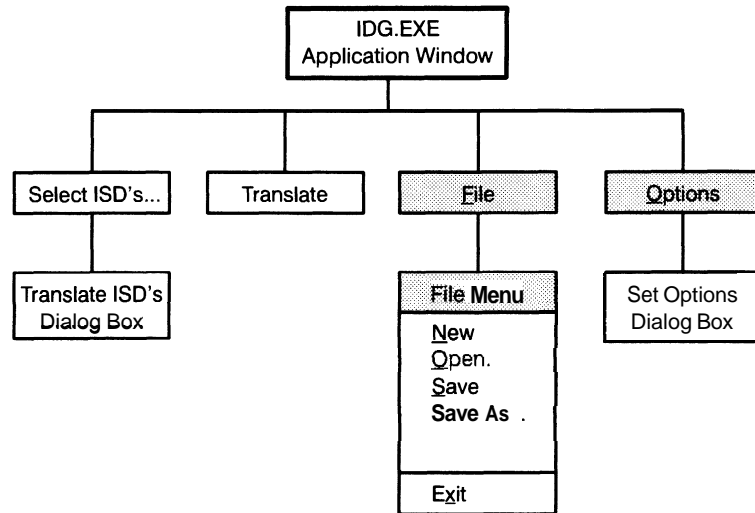 IDG.EXE
Application Window
Select ISD's...
Translate
File
Options
Translate ISD's
Dialog Box
File Menu
New
Open.
Save
Save As .
Exit
Set Options
Dialog Box